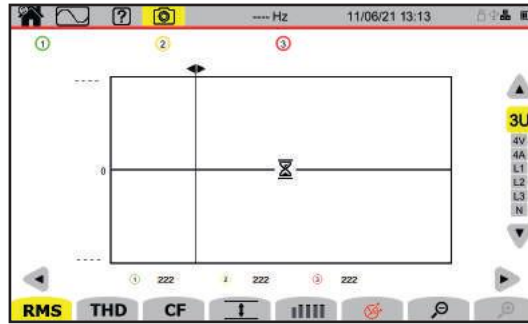 ? ---- Hz 11/06/21 13:13
1 2 3
----
3U
4V
4A
L1
L2
L3
N
0
----
1 222 2 222 3 222
RMS THD CF